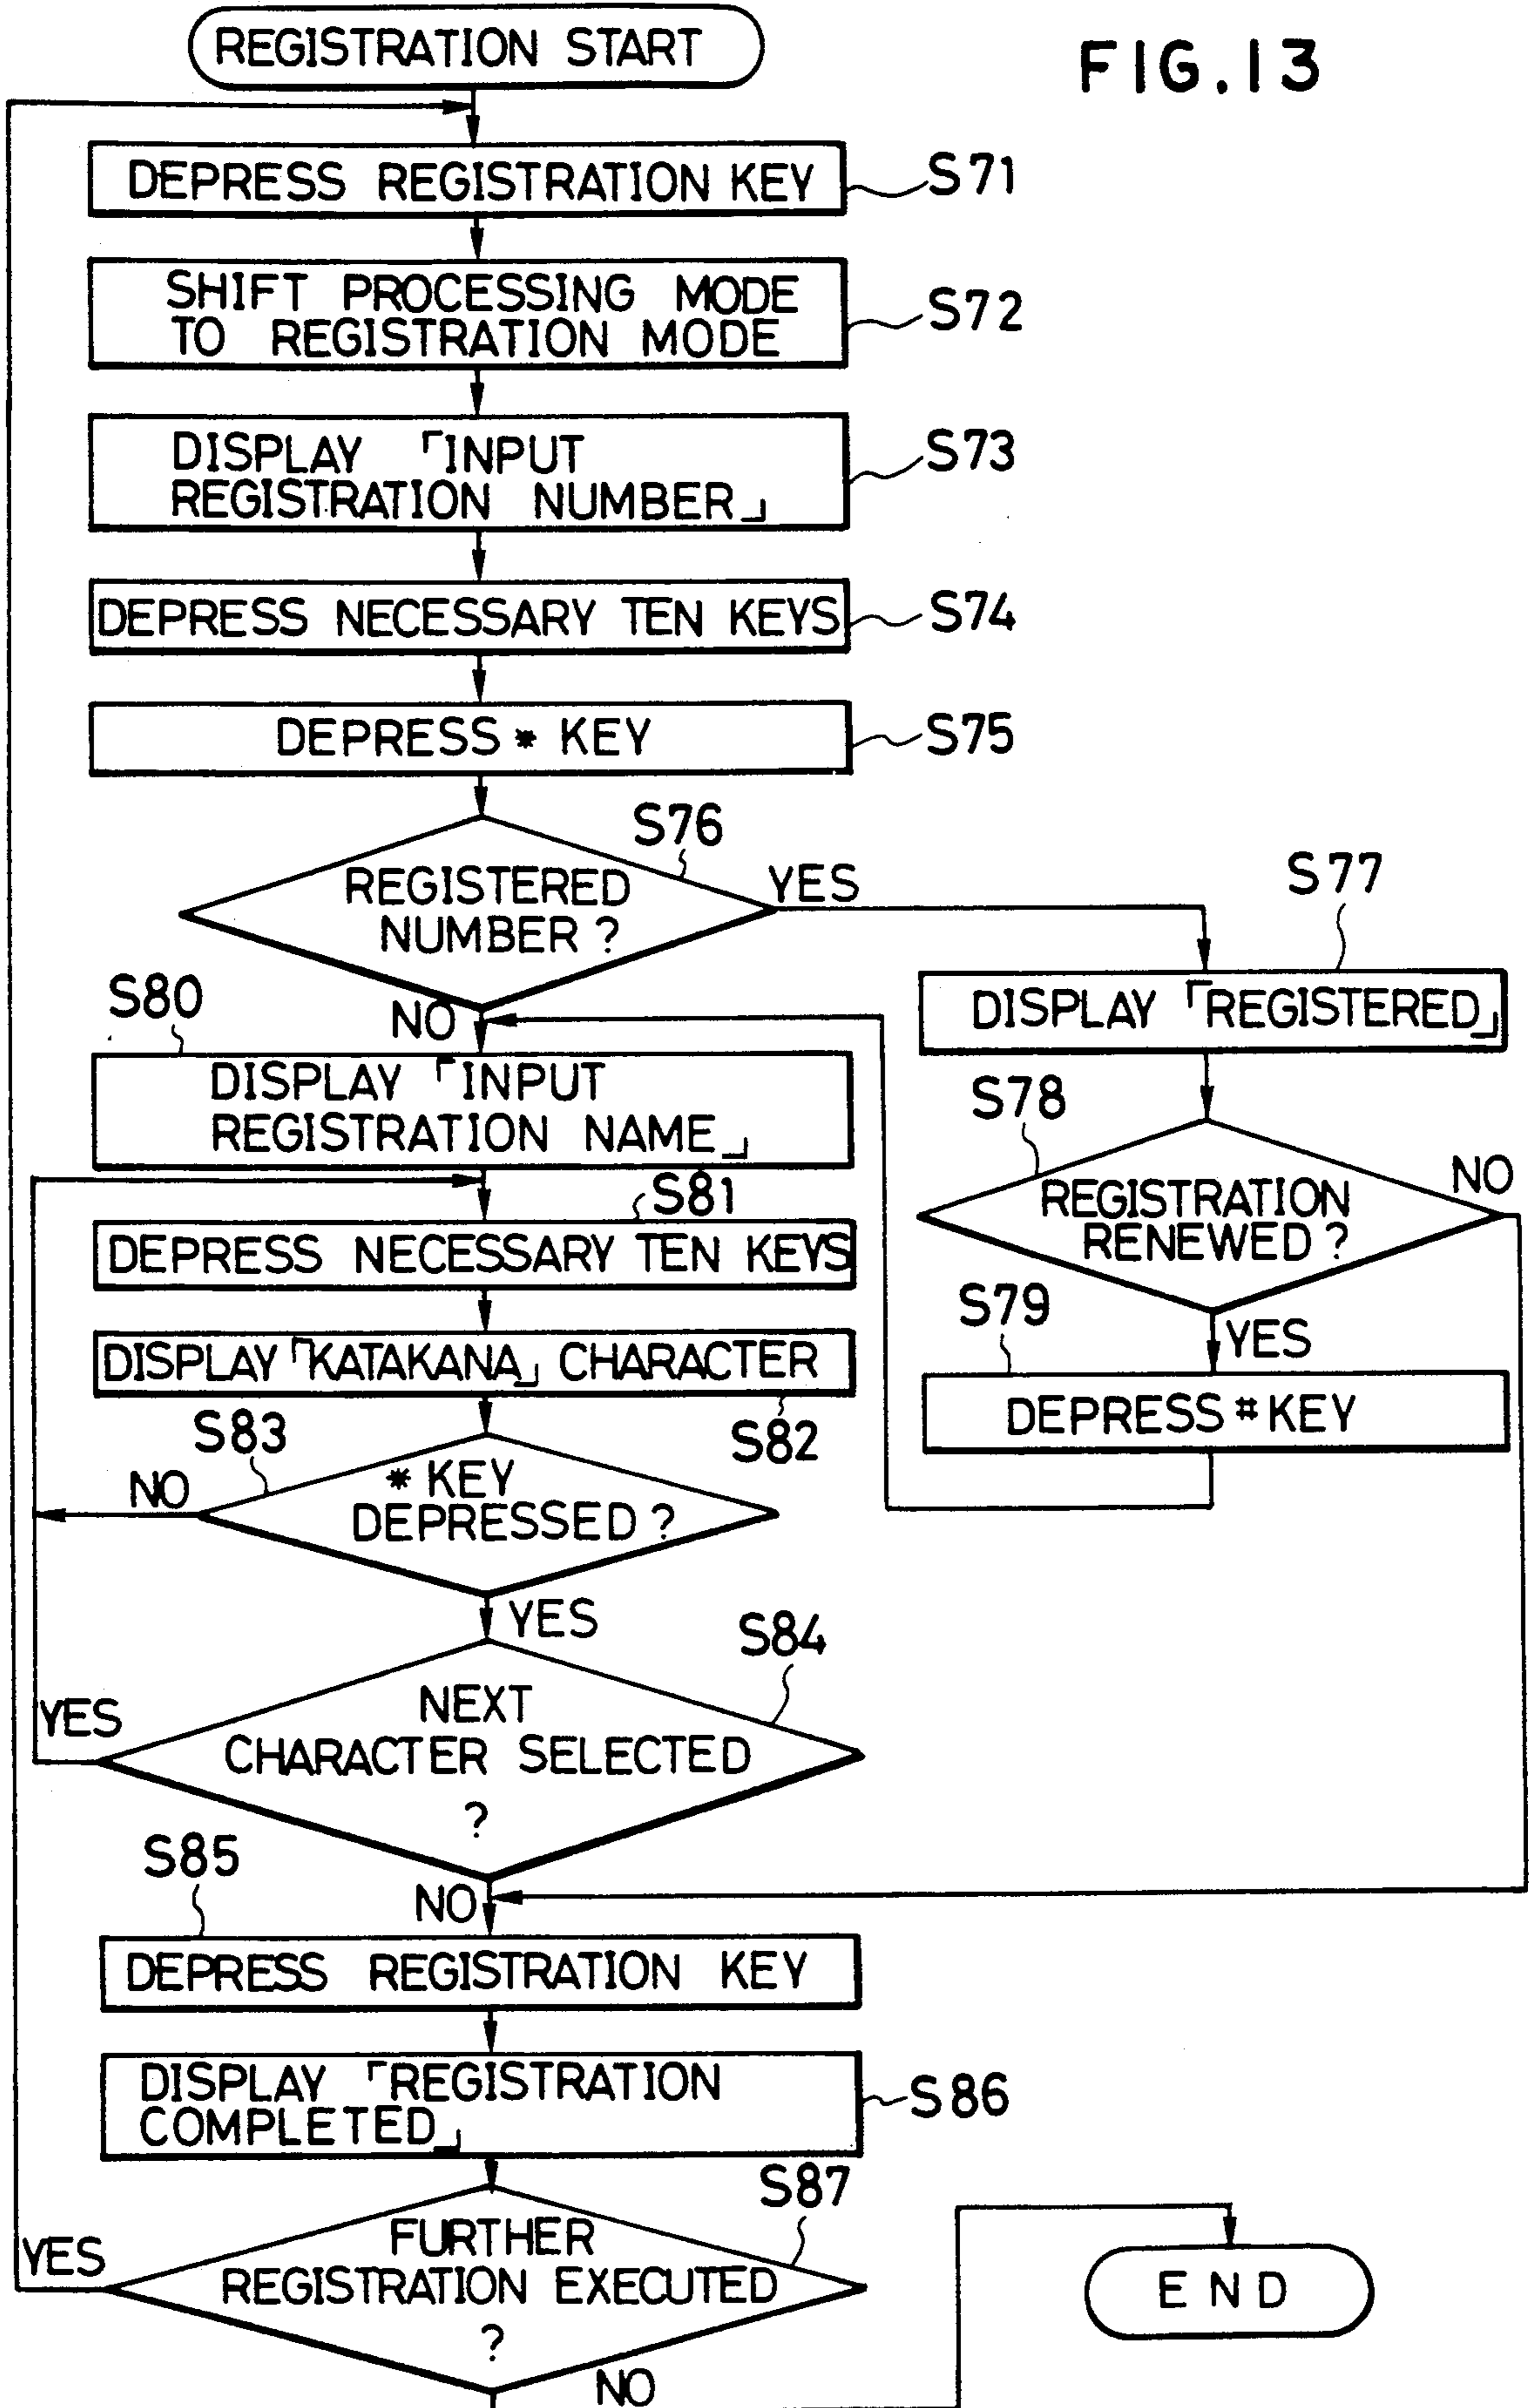 FIG.13
REGISTRATION START
DEPRESS REGISTRATION KEY
S71
SHIFT PROCESSING MODE
TO REGISTRATION MODE
S72
DISPLAY 「INPUT
REGISTRATION NUMBER」
S73
DEPRESS NECESSARY TEN KEYS
S74
DEPRESS * KEY
S75
S76
REGISTERED
NUMBER ?
YES
NO
S77
DISPLAY 「REGISTERED」
S78
REGISTRATION
RENEWED ?
NO
YES
S79
DEPRESS # KEY
S80
DISPLAY 「INPUT
REGISTRATION NAME」
S81
DEPRESS NECESSARY TEN KEYS
DISPLAY 「KATAKANA」 CHARACTER
S82
S83
* KEY
DEPRESSED ?
NO
YES
S84
NEXT
CHARACTER SELECTED
?
YES
NO
S85
DEPRESS REGISTRATION KEY
DISPLAY 「REGISTRATION
COMPLETED」
S86
S87
FURTHER
REGISTRATION EXECUTED
?
YES
NO
END